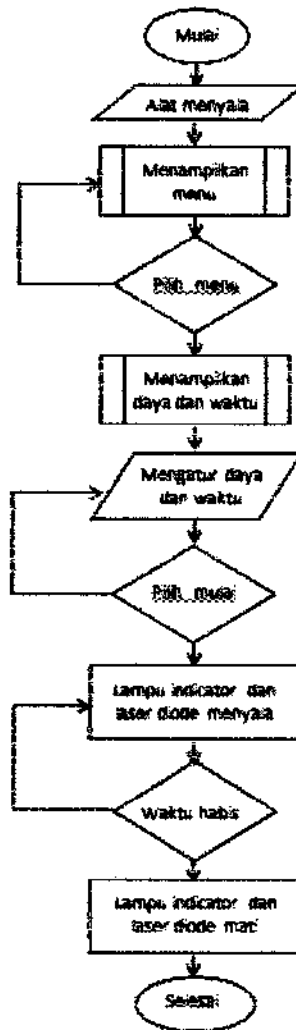 Mulai
Alat menyala
Menampilkan
menu
Pilih menu
Menampilkan
daya dan waktu
Mengatur daya
dan waktu
Pilih mulai
Lampu indicator dan
laser diode menyala
Waktu habis
Lampu indicator dan
laser diode mati
Selesai